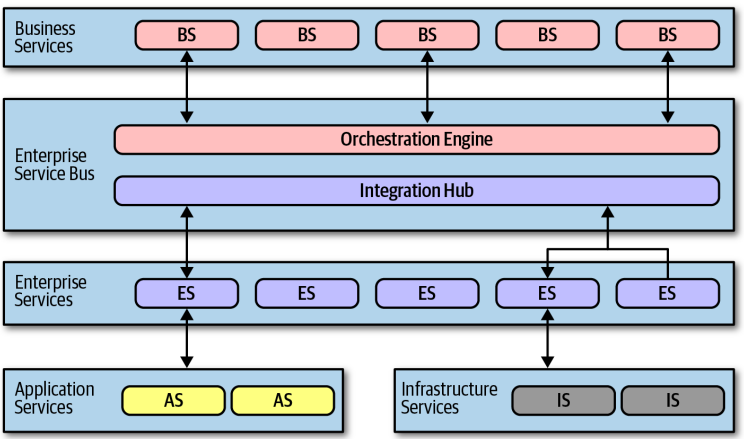 Business
Services
BS BS BS BS BS
Orchestration Engine
Enterprise
Service Bus
Integration Hub
Enterprise
Services
ES ES ES ES ES
Application
Services
AS AS
Infrastructure
Services
IS IS